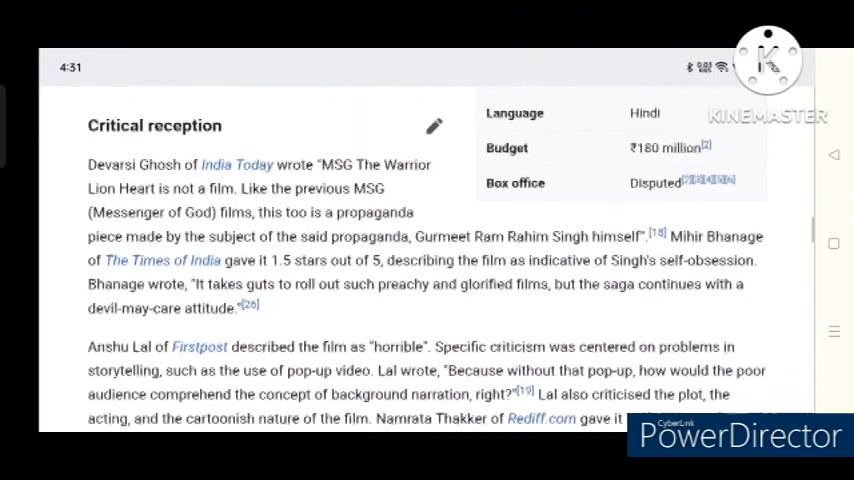 4:31
KINEMASTER
Language Hindi
Critical reception
Budget ₹180 million[2]
Devarsi Ghosh of India Today wrote "MSG The Warrior
Box office Disputed[2][3][4][5][6]
Lion Heart is not a film. Like the previous MSG
(Messenger of God) films, this too is a propaganda
piece made by the subject of the said propaganda, Gurmeet Ram Rahim Singh himself".[18] Mihir Bhanage
of The Times of India gave it 1.5 stars out of 5, describing the film as indicative of Singh's self-obsession.
Bhanage wrote, "It takes guts to roll out such preachy and glorified films, but the saga continues with a
devil-may-care attitude."[26]
Anshu Lal of Firstpost described the film as "horrible". Specific criticism was centered on problems in
storytelling, such as the use of pop-up video. Lal wrote, "Because without that pop-up, how would the poor
audience comprehend the concept of background narration, right?"[19] Lal also criticised the plot, the
acting, and the cartoonish nature of the film. Namrata Thakker of Rediff.com gave it
CyberLink
PowerDirector